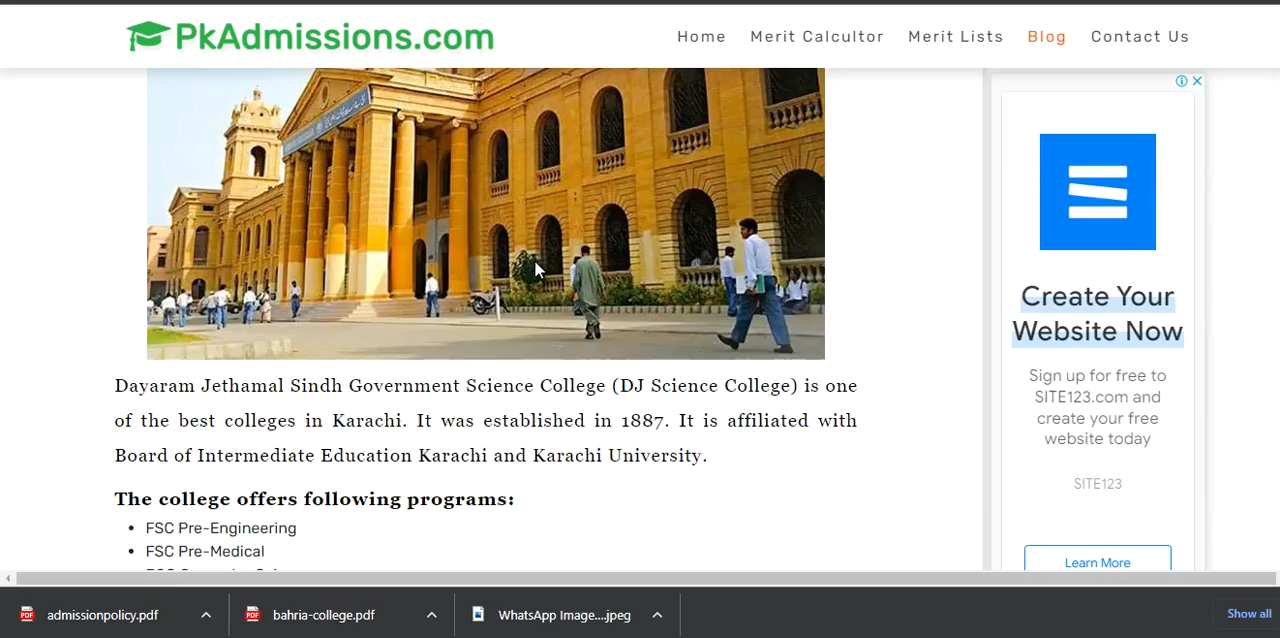 PkAdmissions.com
Home Merit Calcultor Merit Lists Blog Contact Us
Dayaram Jethamal Sindh Government Science College (DJ Science College) is one
of the best colleges in Karachi. It was established in 1887. It is affiliated with
Board of Intermediate Education Karachi and Karachi University.
The college offers following programs:
• FSC Pre-Engineering
• FSC Pre-Medical
Create Your
Website Now
Sign up for free to
SITE123.com and
create your free
website today
SITE123
Learn More
admissionpolicy.pdf
bahria-college.pdf
WhatsApp Image....jpeg
Show all